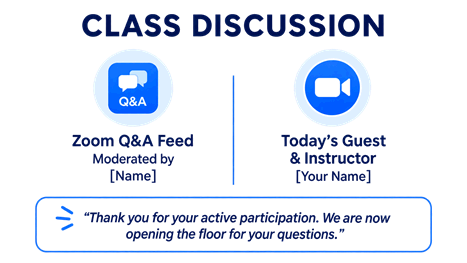 CLASS DISCUSSION
Q&A
Zoom Q&A Feed
Moderated by
[Name]
Today's Guest
& Instructor
[Your Name]
"Thank you for your active participation. We are now
opening the floor for your questions."